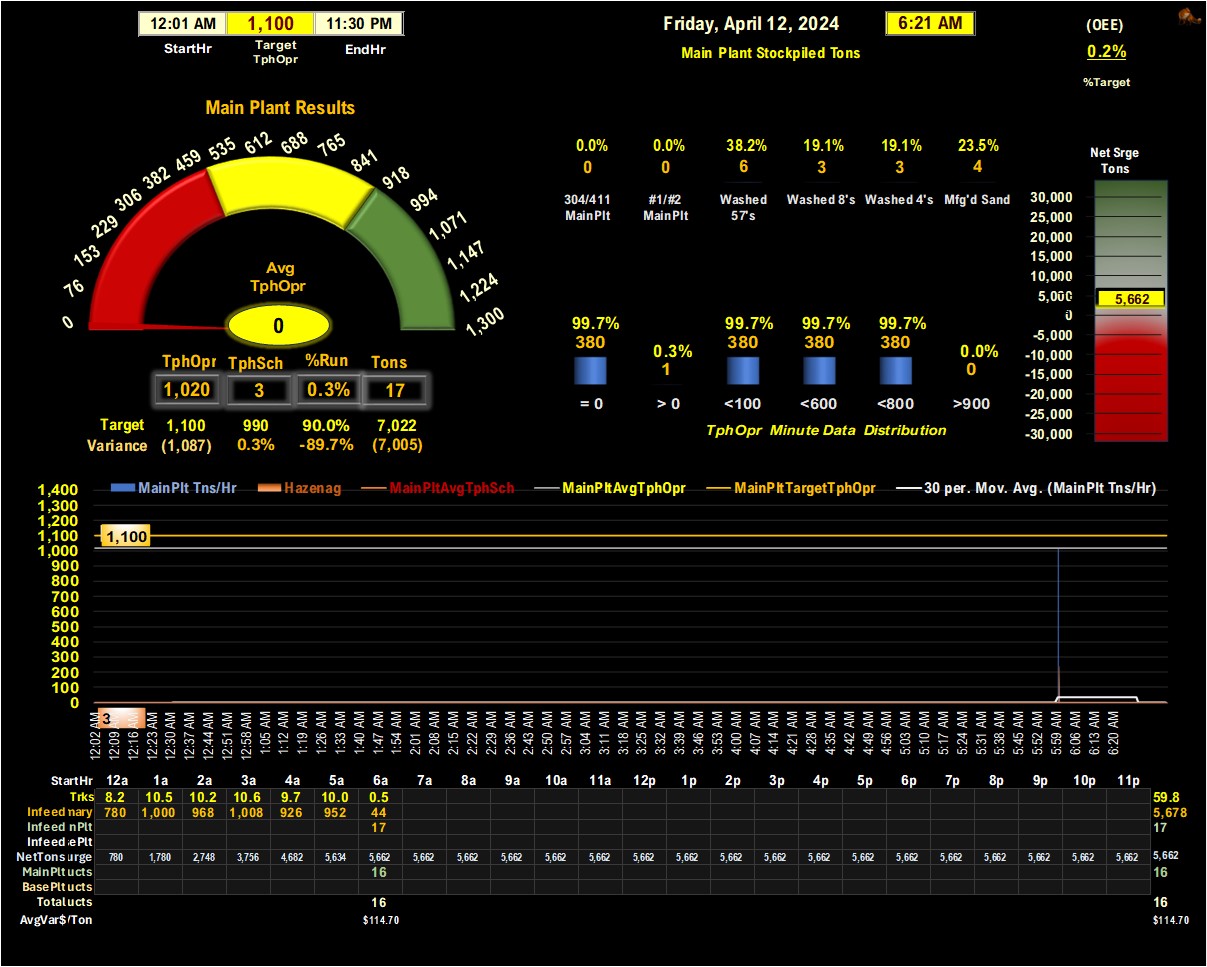 12:01 AM 1,100 11:30 PM
StartHr Target TphOpr EndHr
Friday, April 12, 2024 6:21 AM
Main Plant Stockpiled Tons
(OEE)
0.2%
%Target
Main Plant Results
0 76 153 229 306 382 459 535 612 688 765 841 918 994 1,071 1,147 1,224 1,300
Avg
TphOpr
0
TphOpr TphSch %Run Tons
1,020 3 0.3% 17
Target 1,100 990 90.0% 7,022
Variance (1,087) 0.3% -89.7% (7,005)
0.0% 0.0% 38.2% 19.1% 19.1% 23.5%
0 0 6 3 3 4
304/411 MainPlt #1/#2 MainPlt Washed 57's Washed 8's Washed 4's Mfg'd Sand
99.7% 0.3% 99.7% 99.7% 99.7% 0.0%
380 1 380 380 380 0
= 0 > 0 <100 <600 <800 >900
TphOpr Minute Data Distribution
Net Srge
Tons
30,000
25,000
20,000
15,000
10,000
5,000
5,662
0
-5,000
-10,000
-15,000
-20,000
-25,000
-30,000
MainPlt Tns/Hr Hazenag MainPltAvgTphSch MainPltAvgTphOpr MainPltTargetTphOpr 30 per. Mov. Avg. (MainPlt Tns/Hr)
1,400
1,300
1,200
1,100
1,000
900
800
700
600
500
400
300
200
100
0
1,100
3
12:02 AM 12:09 AM 12:16 AM 12:23 AM 12:30 AM 12:37 AM 12:44 AM 12:51 AM 12:58 AM 1:05 AM 1:12 AM 1:19 AM 1:26 AM 1:33 AM 1:40 AM 1:47 AM 1:54 AM 2:01 AM 2:08 AM 2:15 AM 2:22 AM 2:29 AM 2:36 AM 2:43 AM 2:50 AM 2:57 AM 3:04 AM 3:11 AM 3:18 AM 3:25 AM 3:32 AM 3:39 AM 3:46 AM 3:53 AM 4:00 AM 4:07 AM 4:14 AM 4:21 AM 4:28 AM 4:35 AM 4:42 AM 4:49 AM 4:56 AM 5:03 AM 5:10 AM 5:17 AM 5:24 AM 5:31 AM 5:38 AM 5:45 AM 5:52 AM 5:59 AM 6:06 AM 6:13 AM 6:20 AM
StartHr 12a 1a 2a 3a 4a 5a 6a 7a 8a 9a 10a 11a 12p 1p 2p 3p 4p 5p 6p 7p 8p 9p 10p 11p
Trks 8.2 10.5 10.2 10.6 9.7 10.0 0.5 59.8
Infeed mary 780 1,000 968 1,008 926 952 44 5,678
Infeed nPlt 17 17
Infeed ePlt
NetTons urge 780 1,780 2,748 3,756 4,682 5,634 5,662 5,662 5,662 5,662 5,662 5,662 5,662 5,662 5,662 5,662 5,662 5,662 5,662 5,662 5,662 5,662 5,662 5,662 5,662
MainPlt ucts 16 16
BasePlt ucts
Total ucts 16 16
AvgVar$/Ton $114.70 $114.70